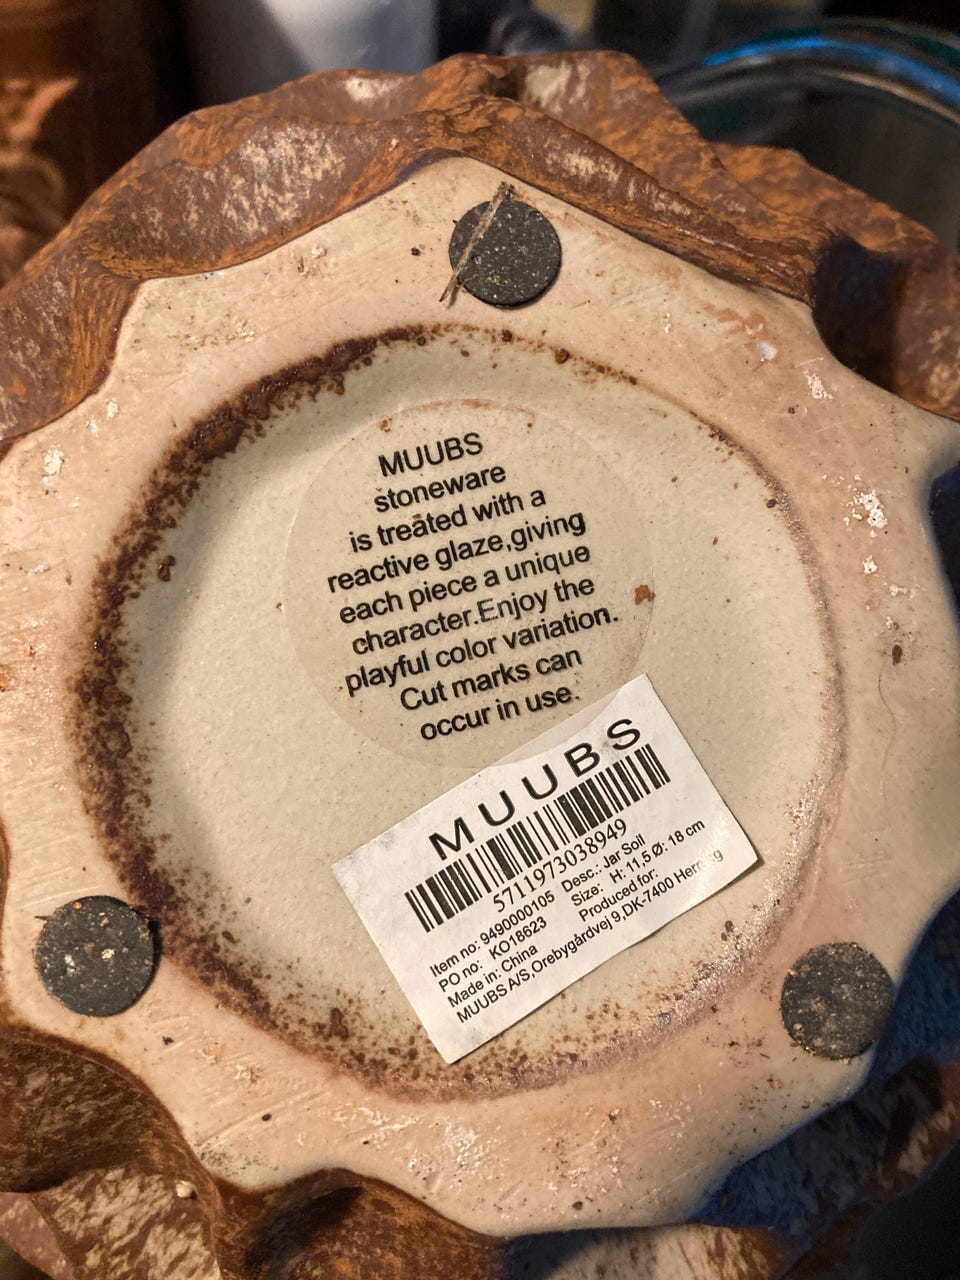 MUUBS
stoneware
is treated with a
reactive glaze,giving
each piece a unique
character.Enjoy the
playful color variation.
Cut marks can
occur in use.
MUUBS
5711973038949
Item no: 9490000105 Desc.: Jar Soil
PO no: KO18623 Size: H: 11,5 Ø: 18 cm
Made in: China Produced for:
MUUBS A/S,Orebygårdvej 9,DK-7400